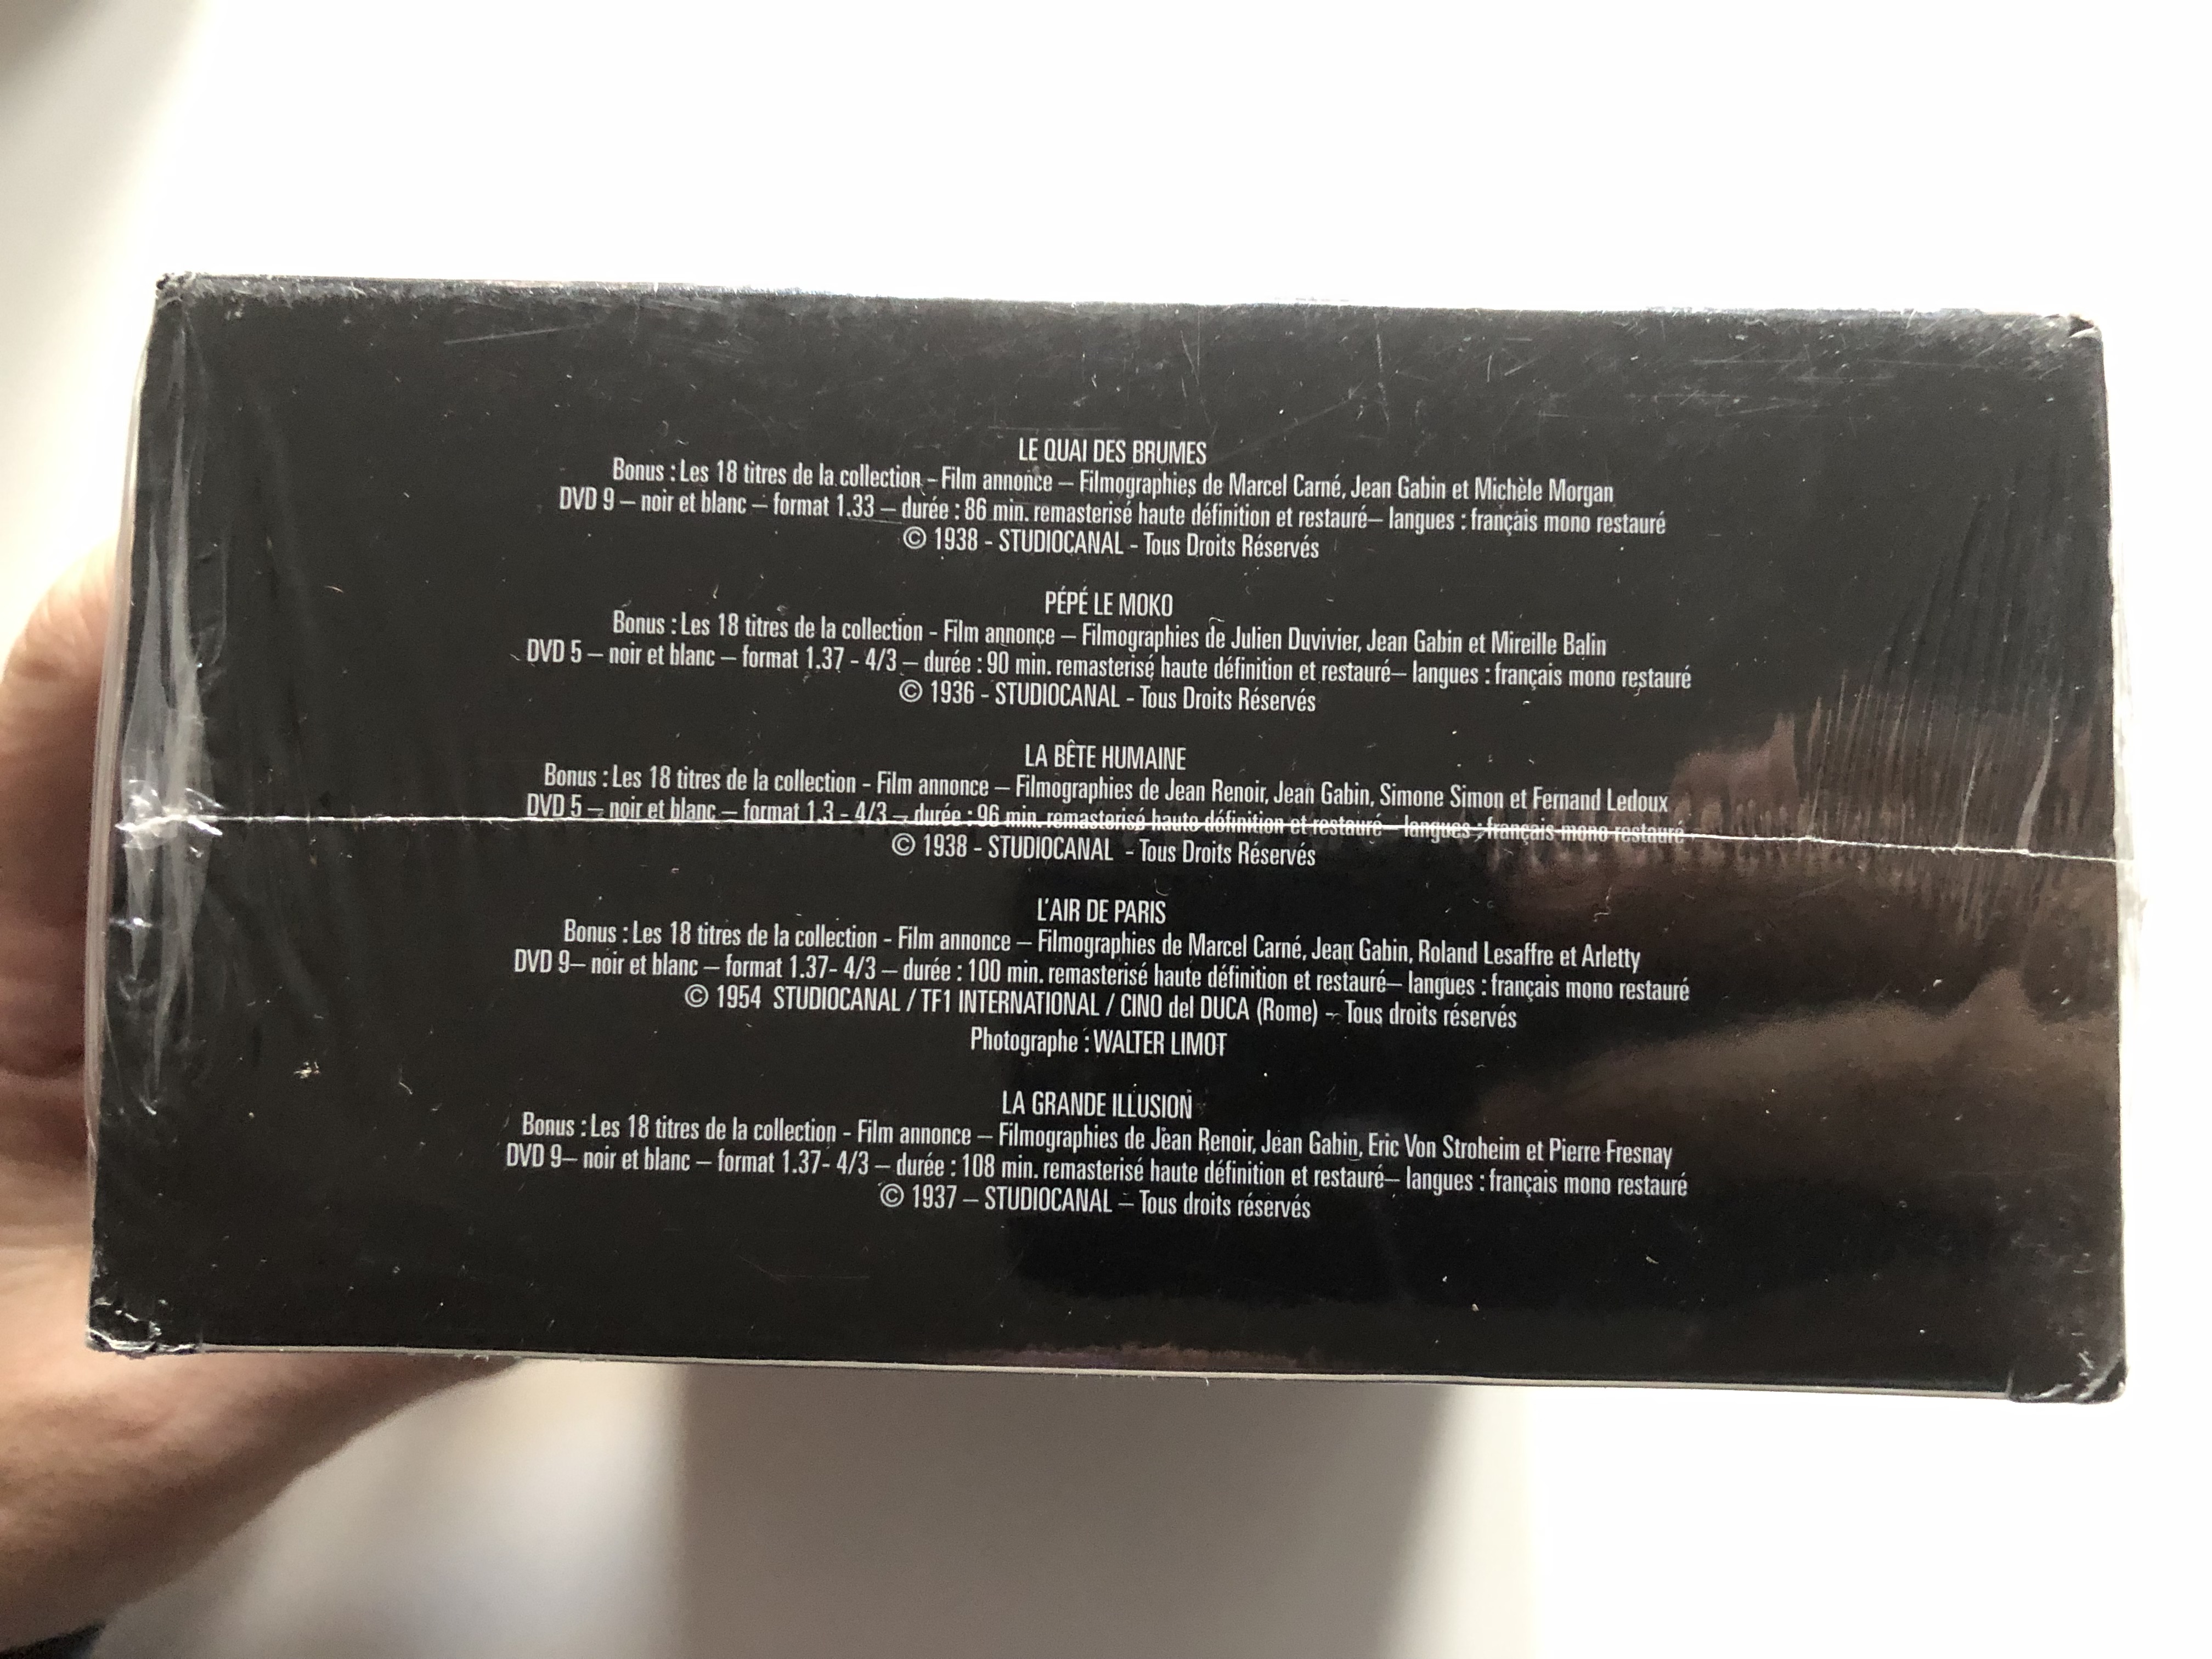 LE QUAI DES BRUMES
Bonus : Les 18 titres de la collection - Film annonce – Filmographies de Marcel Carné, Jean Gabin et Michèle Morgan
DVD 9 – noir et blanc – format 1.33 – durée : 86 min. remasterisé haute définition et restauré– langues : français mono restauré
© 1938 - STUDIOCANAL - Tous Droits Réservés
PÉPÉ LE MOKO
Bonus : Les 18 titres de la collection - Film annonce – Filmographies de Julien Duvivier, Jean Gabin et Mireille Balin
DVD 5 – noir et blanc – format 1.37 - 4/3 – durée : 90 min. remasterisé haute définition et restauré– langues : français mono restauré
© 1936 - STUDIOCANAL - Tous Droits Réservés
LA BÊTE HUMAINE
Bonus : Les 18 titres de la collection - Film annonce – Filmographies de Jean Renoir, Jean Gabin, Simone Simon et Fernand Ledoux
DVD 5 – noir et blanc – format 1.3 - 4/3 – durée : 96 min. remasterisé haute définition et restauré– langues : français mono restauré
© 1938 - STUDIOCANAL - Tous Droits Réservés
L'AIR DE PARIS
Bonus : Les 18 titres de la collection - Film annonce – Filmographies de Marcel Carné, Jean Gabin, Roland Lesaffre et Arletty
DVD 9– noir et blanc – format 1.37- 4/3 – durée : 100 min. remasterisé haute définition et restauré– langues : français mono restauré
© 1954 STUDIOCANAL / TF1 INTERNATIONAL / CINO del DUCA (Rome) – Tous droits réservés
Photographe : WALTER LIMOT
LA GRANDE ILLUSION
Bonus : Les 18 titres de la collection - Film annonce – Filmographies de Jean Renoir, Jean Gabin, Eric Von Stroheim et Pierre Fresnay
DVD 9– noir et blanc – format 1.37- 4/3 – durée : 108 min. remasterisé haute définition et restauré– langues : français mono restauré
© 1937 – STUDIOCANAL – Tous droits réservés